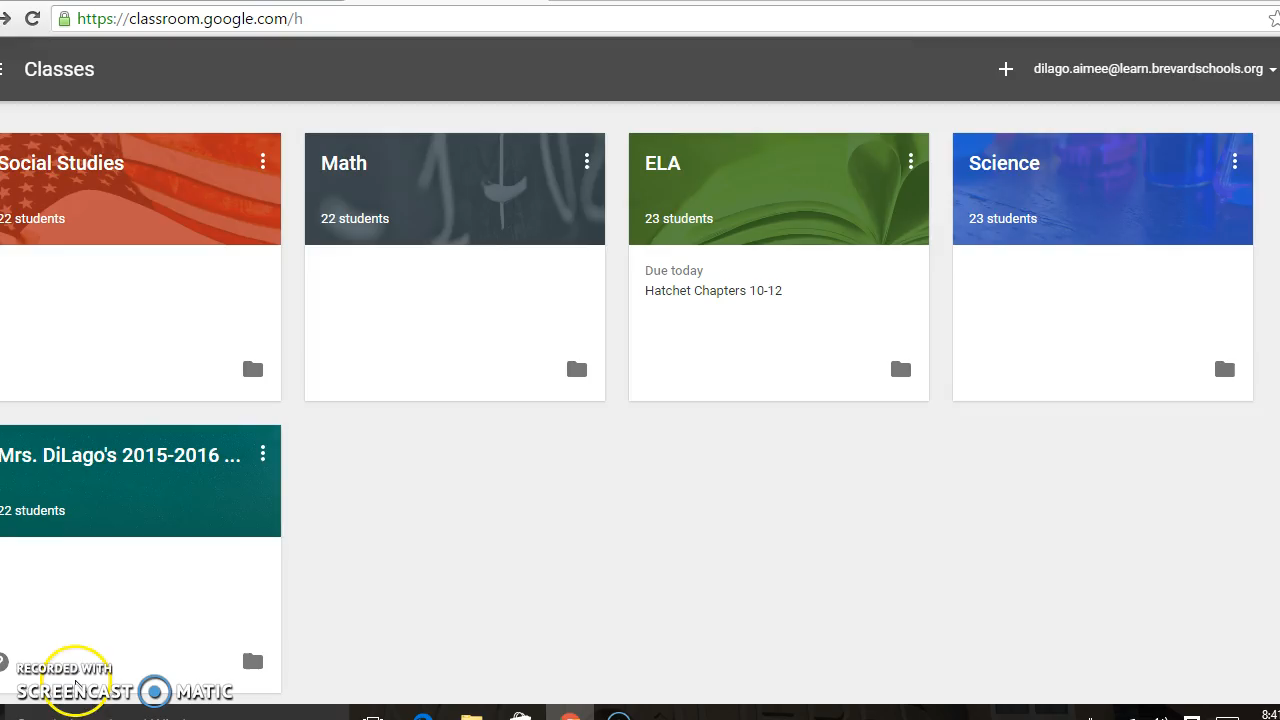 https://classroom.google.com/h
Classes
dilago.aimee@learn.brevardschools.org
Social Studies
22 students
Math
22 students
ELA
23 students
Due today
Hatchet Chapters 10-12
Science
23 students
Mrs. DiLago's 2015-2016 ...
22 students
RECORDED WITH
SCREENCAST MATIC